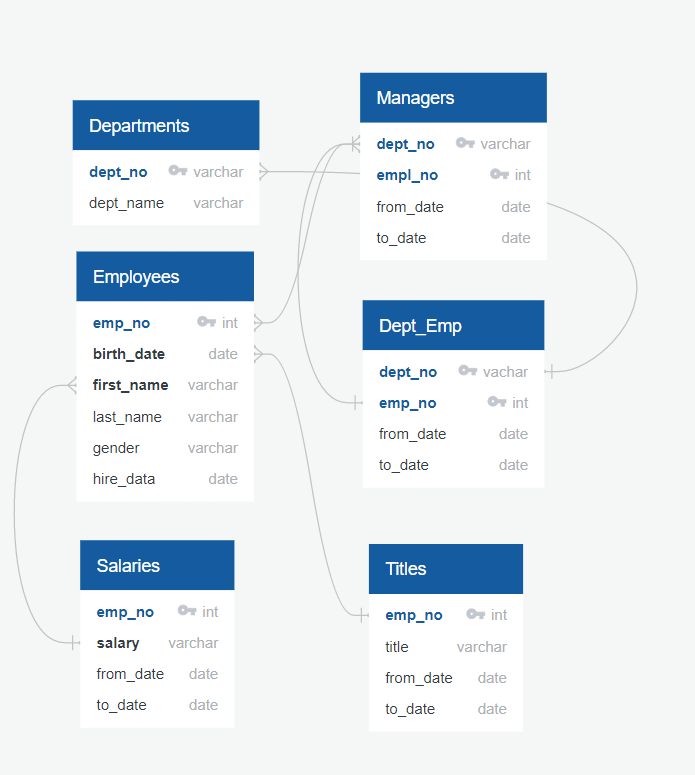 Departments
dept_no varchar
dept_name varchar
Managers
dept_no varchar
empl_no int
from_date date
to_date date
Employees
emp_no int
birth_date date
first_name varchar
last_name varchar
gender varchar
hire_data date
Dept_Emp
dept_no vachar
emp_no int
from_date date
to_date date
Salaries
emp_no int
salary varchar
from_date date
to_date date
Titles
emp_no int
title varchar
from_date date
to_date date